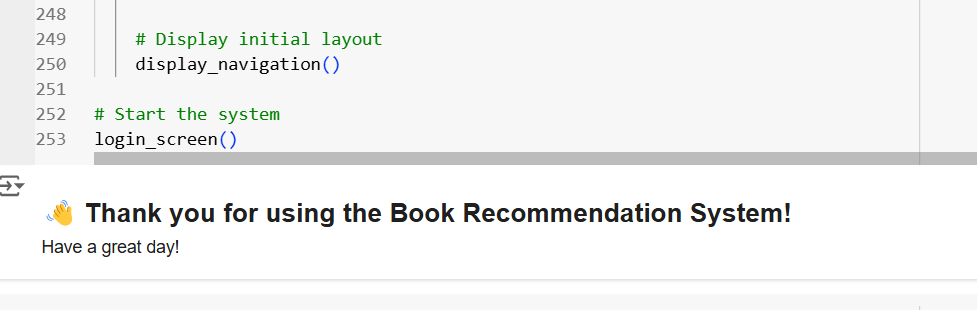 248
249 # Display initial layout
250 display_navigation()
251
252 # Start the system
253 login_screen()
👋 Thank you for using the Book Recommendation System!
Have a great day!